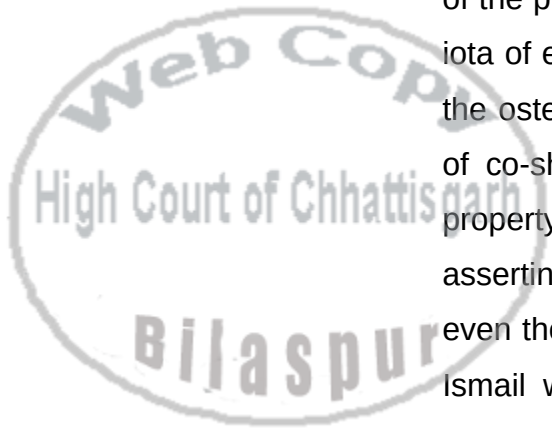 of the p
iota of e
Web Copy
the oste
of co-sh
High Court of Chhattisgarh
property
assertin
Bilaspur
even the
Ismail w